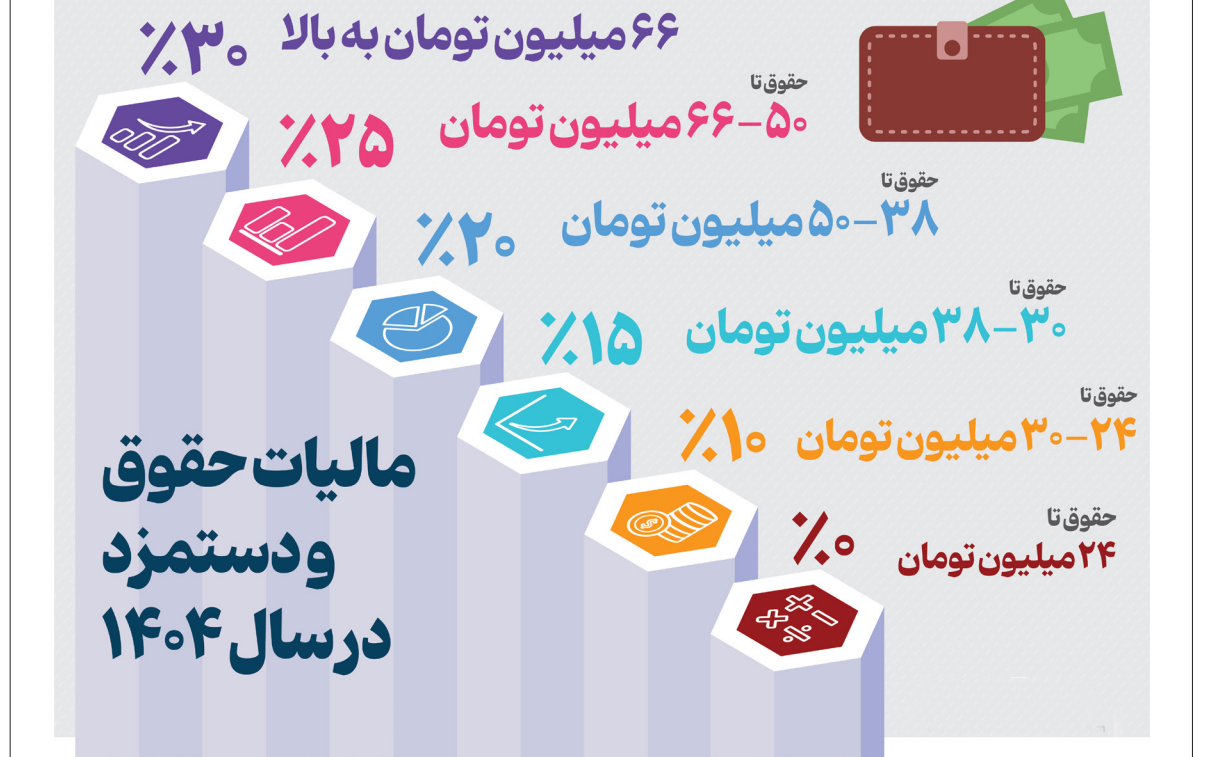 ۶۶ میلیون تومان به بالا
٪۳۰
حقوق تا
۵۰-۶۶ میلیون تومان
٪۲۵
حقوق تا
۳۸-۵۰ میلیون تومان
٪۲۰
حقوق تا
۳۰-۳۸ میلیون تومان
٪۱۵
حقوق تا
۲۴-۳۰ میلیون تومان
٪۱۰
حقوق تا
۲۴ میلیون تومان
٪۰
مالیات حقوق
و دستمزد
در سال ۱۴۰۴